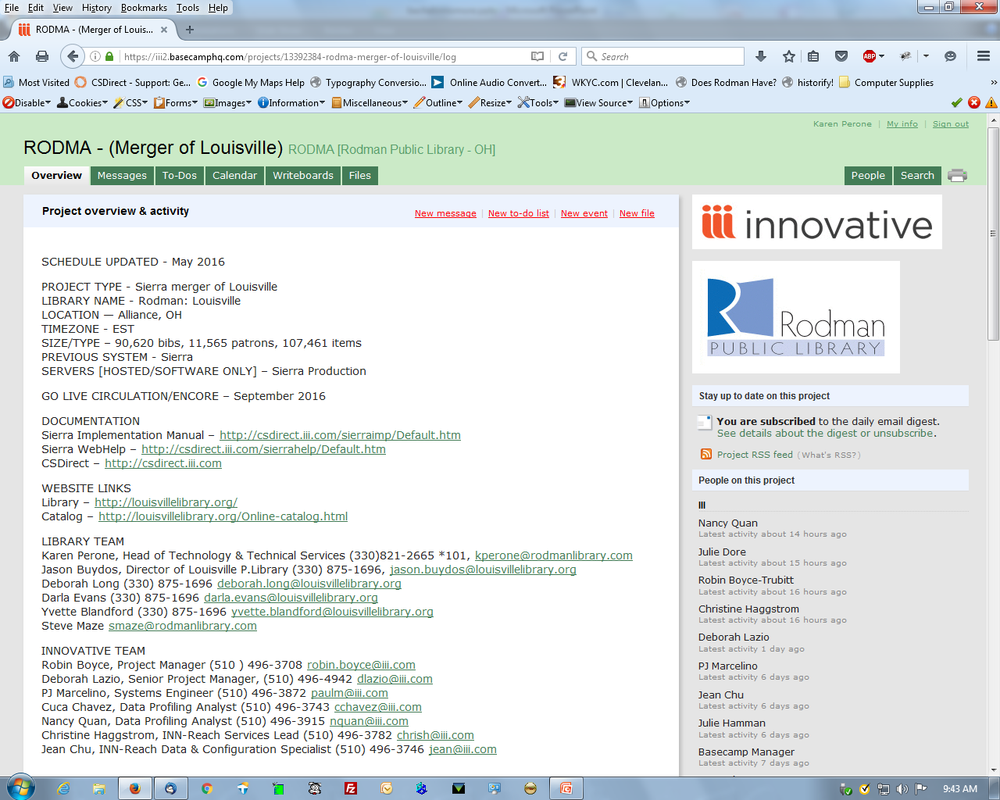 File Edit View History Bookmarks Tools Help
RODMA - (Merger of Louis...
https://iii2.basecamphq.com/projects/13392384-rodma-merger-of-louisville/log
Search
ABP
Most Visited CSDirect - Support: Ge... Google My Maps Help Typography Conversio... Online Audio Convert... WKYC.com | Clevelan... Does Rodman Have? historify! Computer Supplies
Disable Cookies CSS Forms Images Information Miscellaneous Outline Resize Tools View Source Options
Karen Perone | My info | Sign out
RODMA - (Merger of Louisville) RODMA [Rodman Public Library - OH]
Overview Messages To-Dos Calendar Writeboards Files People Search
Project overview & activity
New message | New to-do list | New event | New file
SCHEDULE UPDATED - May 2016
PROJECT TYPE - Sierra merger of Louisville
LIBRARY NAME - Rodman: Louisville
LOCATION — Alliance, OH
TIMEZONE - EST
SIZE/TYPE – 90,620 bibs, 11,565 patrons, 107,461 items
PREVIOUS SYSTEM - Sierra
SERVERS [HOSTED/SOFTWARE ONLY] – Sierra Production
GO LIVE CIRCULATION/ENCORE – September 2016
DOCUMENTATION
Sierra Implementation Manual – http://csdirect.iii.com/sierraimp/Default.htm
Sierra WebHelp – http://csdirect.iii.com/sierrahelp/Default.htm
CSDirect – http://csdirect.iii.com
WEBSITE LINKS
Library – http://louisvillelibrary.org/
Catalog – http://louisvillelibrary.org/Online-catalog.html
LIBRARY TEAM
Karen Perone, Head of Technology & Technical Services (330)821-2665 *101, kperone@rodmanlibrary.com
Jason Buydos, Director of Louisville P.Library (330) 875-1696, jason.buydos@louisvillelibrary.org
Deborah Long (330) 875-1696 deborah.long@louisvillelibrary.org
Darla Evans (330) 875-1696 darla.evans@louisvillelibrary.org
Yvette Blandford (330) 875-1696 yvette.blandford@louisvillelibrary.org
Steve Maze smaze@rodmanlibrary.com
INNOVATIVE TEAM
Robin Boyce, Project Manager (510 ) 496-3708 robin.boyce@iii.com
Deborah Lazio, Senior Project Manager, (510) 496-4942 dlazio@iii.com
PJ Marcelino, Systems Engineer (510) 496-3872 paulm@iii.com
Cuca Chavez, Data Profiling Analyst (510) 496-3743 cchavez@iii.com
Nancy Quan, Data Profiling Analyst (510) 496-3915 nquan@iii.com
Christine Haggstrom, INN-Reach Services Lead (510) 496-3782 chrish@iii.com
Jean Chu, INN-Reach Data & Configuration Specialist (510) 496-3746 jean@iii.com
iii innovative
Rodman
PUBLIC LIBRARY
Stay up to date on this project
You are subscribed to the daily email digest.
See details about the digest or unsubscribe.
Project RSS feed (What's RSS?)
People on this project
III
Nancy Quan
Latest activity about 14 hours ago
Julie Dore
Latest activity about 15 hours ago
Robin Boyce-Trubitt
Latest activity about 16 hours ago
Christine Haggstrom
Latest activity about 16 hours ago
Deborah Lazio
Latest activity 1 day ago
PJ Marcelino
Latest activity 6 days ago
Jean Chu
Latest activity 6 days ago
Julie Hamman
Latest activity 6 days ago
Basecamp Manager
Latest activity 7 days ago
9:43 AM